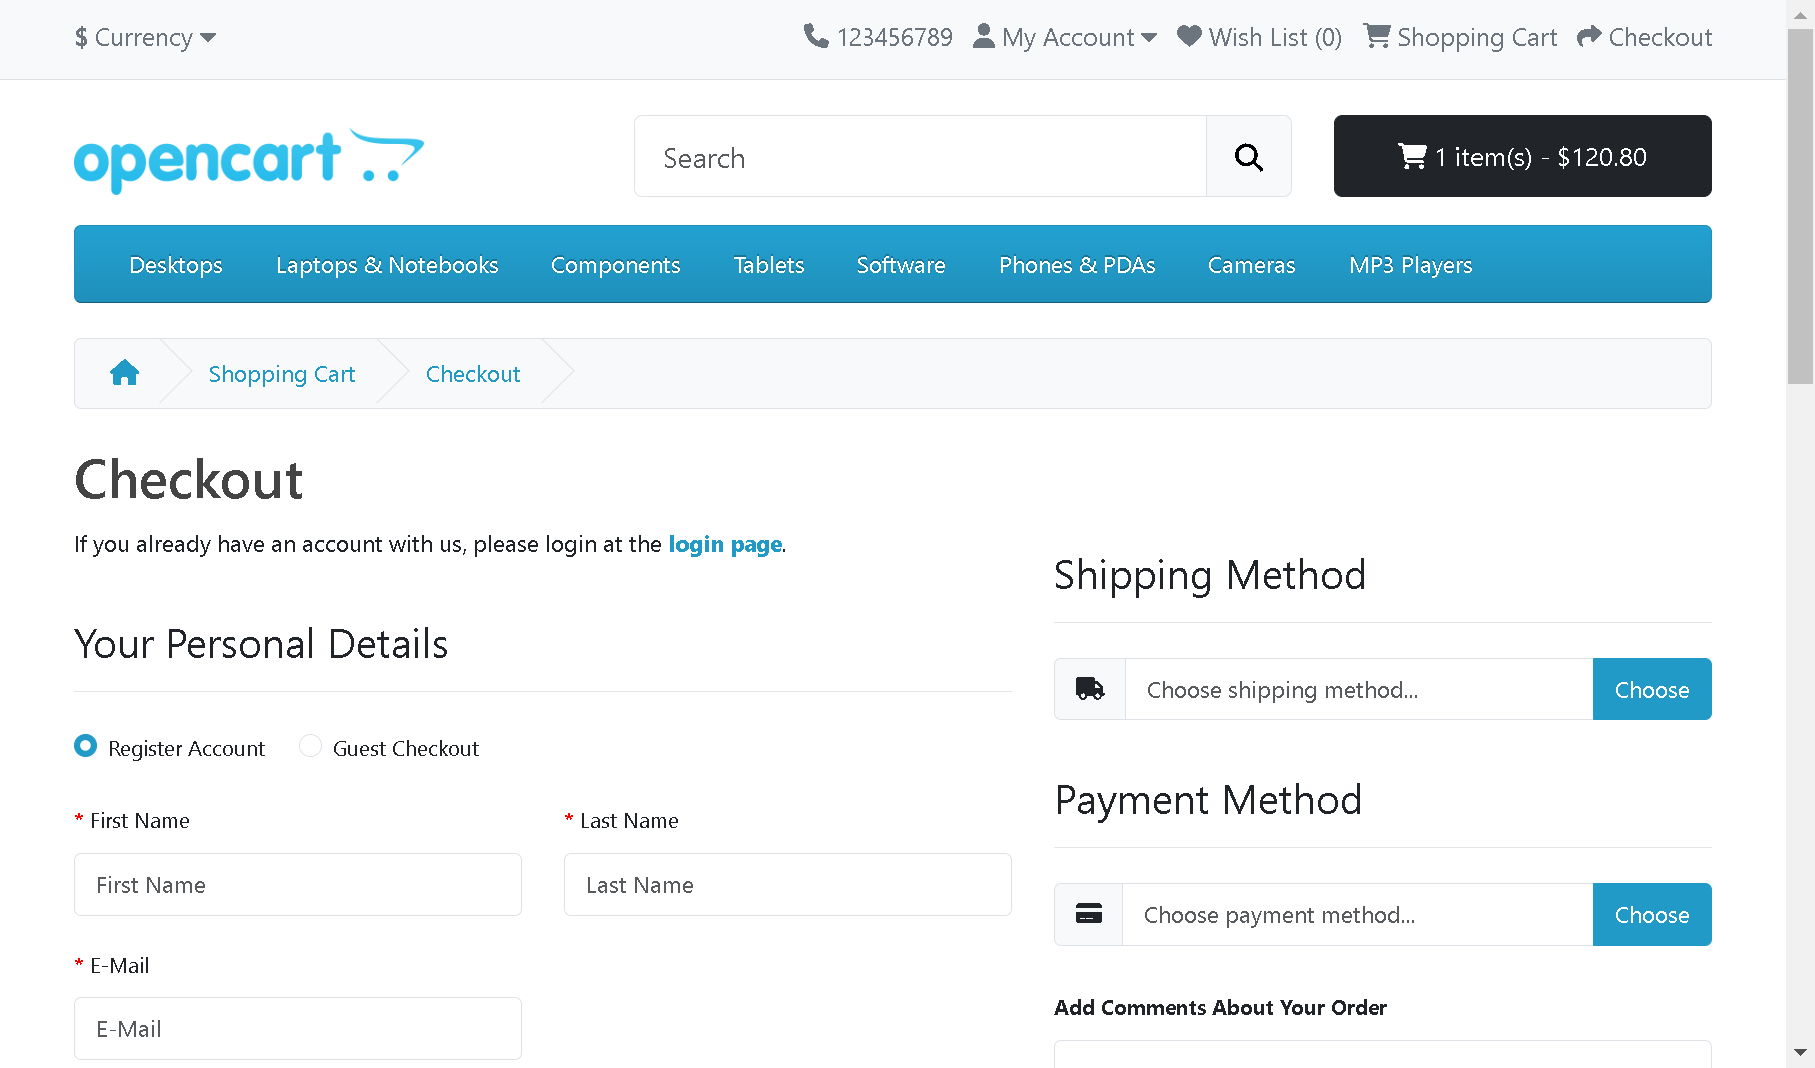 $ Currency
123456789 My Account Wish List (0) Shopping Cart Checkout
opencart
Search
1 item(s) - $120.80
Desktops Laptops & Notebooks Components Tablets Software Phones & PDAs Cameras MP3 Players
Shopping Cart Checkout
Checkout
If you already have an account with us, please login at the login page.
Your Personal Details
Register Account Guest Checkout
* First Name * Last Name
First Name Last Name
* E-Mail
E-Mail
Shipping Method
Choose shipping method... Choose
Payment Method
Choose payment method... Choose
Add Comments About Your Order